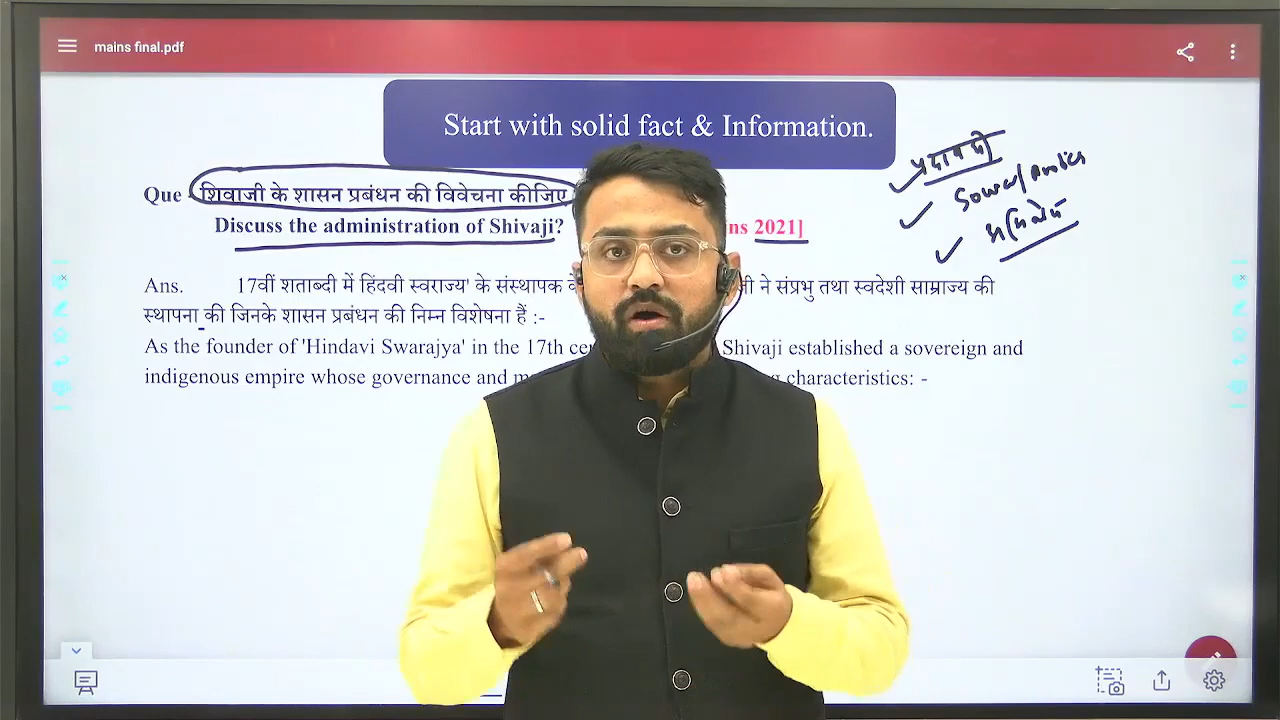 mains final.pdf
Start with solid fact & Information.
Que शिवाजी के शासन प्रबंधन की विवेचना कीजिए
Discuss the administration of Shivaji? ns 2021]
Ans. 17वीं शताब्दी में हिंदवी स्वराज्य' के संस्थापक ने संप्रभु तथा स्वदेशी साम्राज्य की
स्थापना की जिनके शासन प्रबंधन की निम्न विशेषना हैं :-
As the founder of 'Hindavi Swarajya' in the 17th Shivaji established a sovereign and
indigenous empire whose governance and characteristics: -